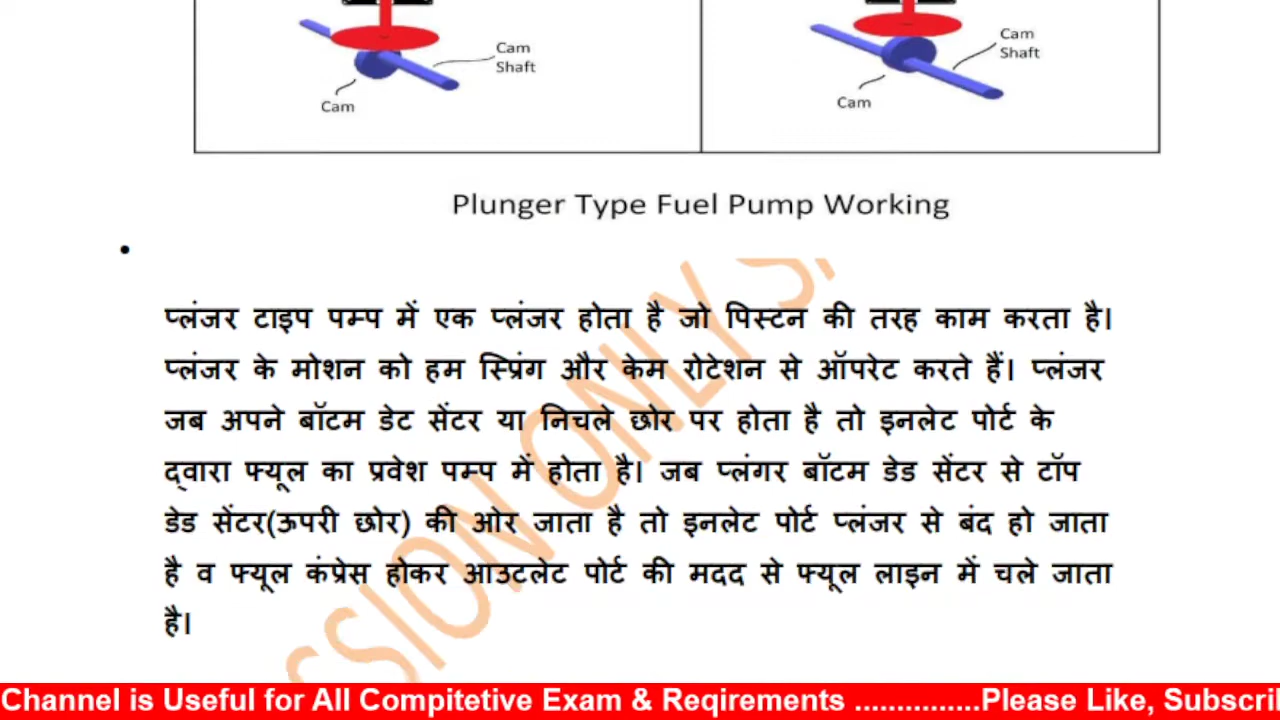 Cam
Shaft
Cam
Cam
Shaft
Cam
Plunger Type Fuel Pump Working
प्लंजर टाइप पम्प में एक प्लंजर होता है जो पिस्टन की तरह काम करता है।
प्लंजर के मोशन को हम स्प्रिंग और केम रोटेशन से ऑपरेट करते हैं। प्लंजर
जब अपने बॉटम डेट सेंटर या निचले छोर पर होता है तो इनलेट पोर्ट के
द्वारा फ्यूल का प्रवेश पम्प में होता है। जब प्लंगर बॉटम डेड सेंटर से टॉप
डेड सेंटर(ऊपरी छोर) की ओर जाता है तो इनलेट पोर्ट प्लंजर से बंद हो जाता
है व फ्यूल कंप्रेस होकर आउटलेट पोर्ट की मदद से फ्यूल लाइन में चले जाता
है।
SSION ONLY
Channel is Useful for All Compitetive Exam & Reqirements ...............Please Like, Subscri